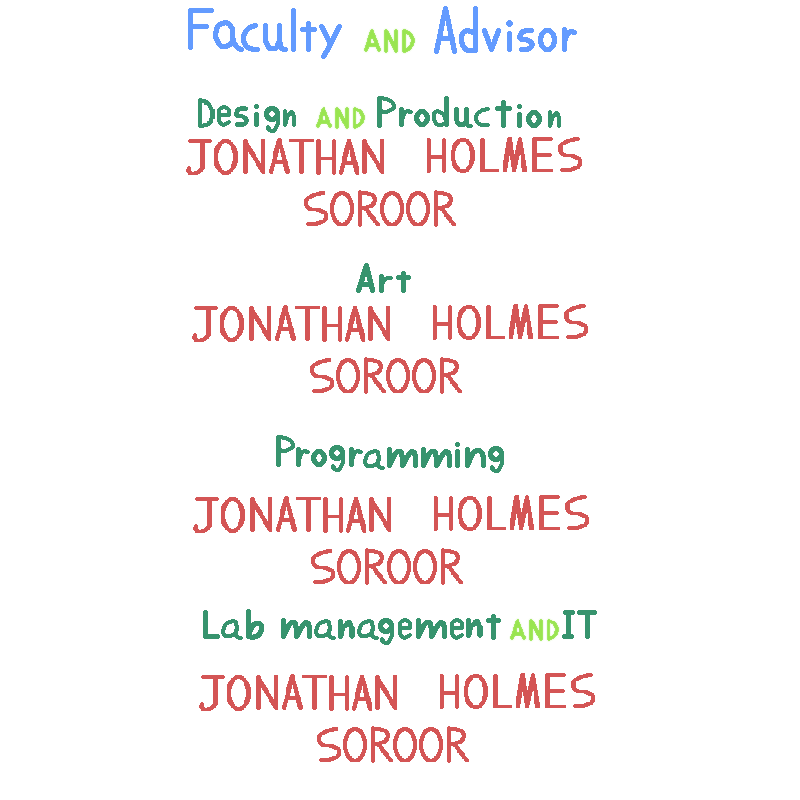 Faculty AND Advisor
Design AND Production
JONATHAN HOLMES
SOROOR
Art
JONATHAN HOLMES
SOROOR
Programming
JONATHAN HOLMES
SOROOR
Lab management AND IT
JONATHAN HOLMES
SOROOR